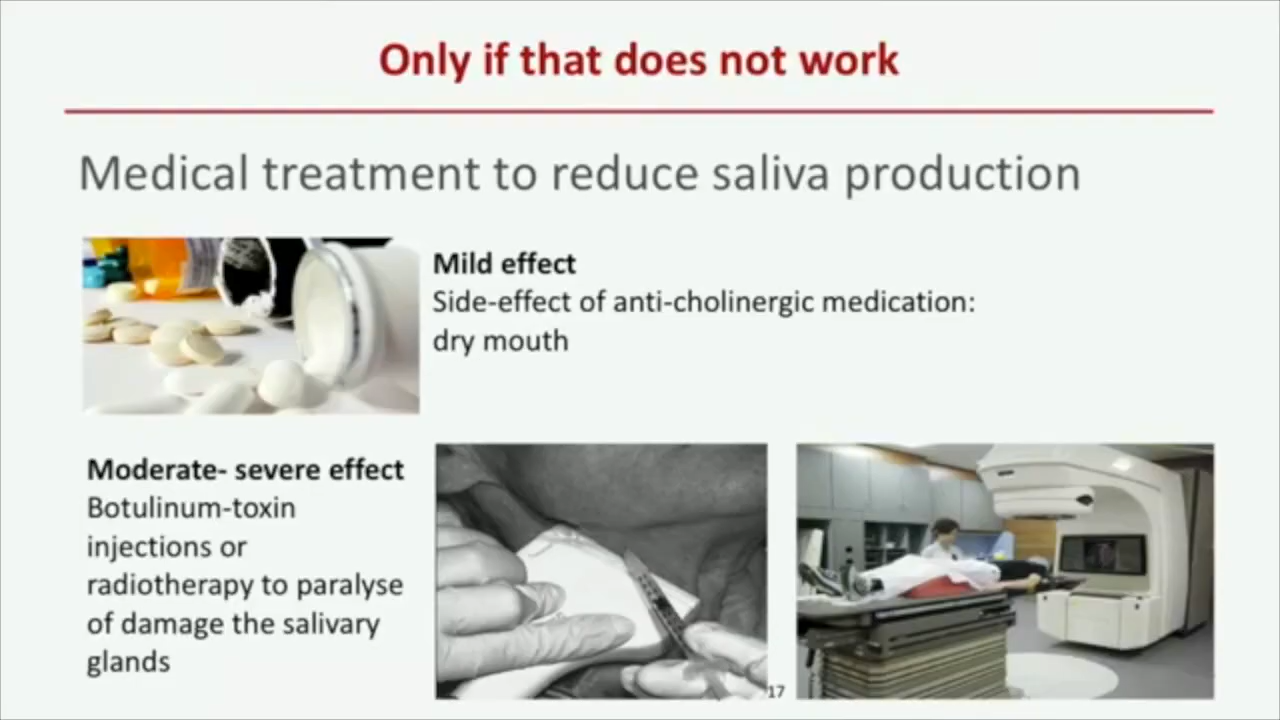 Only if that does not work
Medical treatment to reduce saliva production
Mild effect
Side-effect of anti-cholinergic medication:
dry mouth
Moderate- severe effect
Botulinum-toxin
injections or
radiotherapy to paralyse
of damage the salivary
glands
17